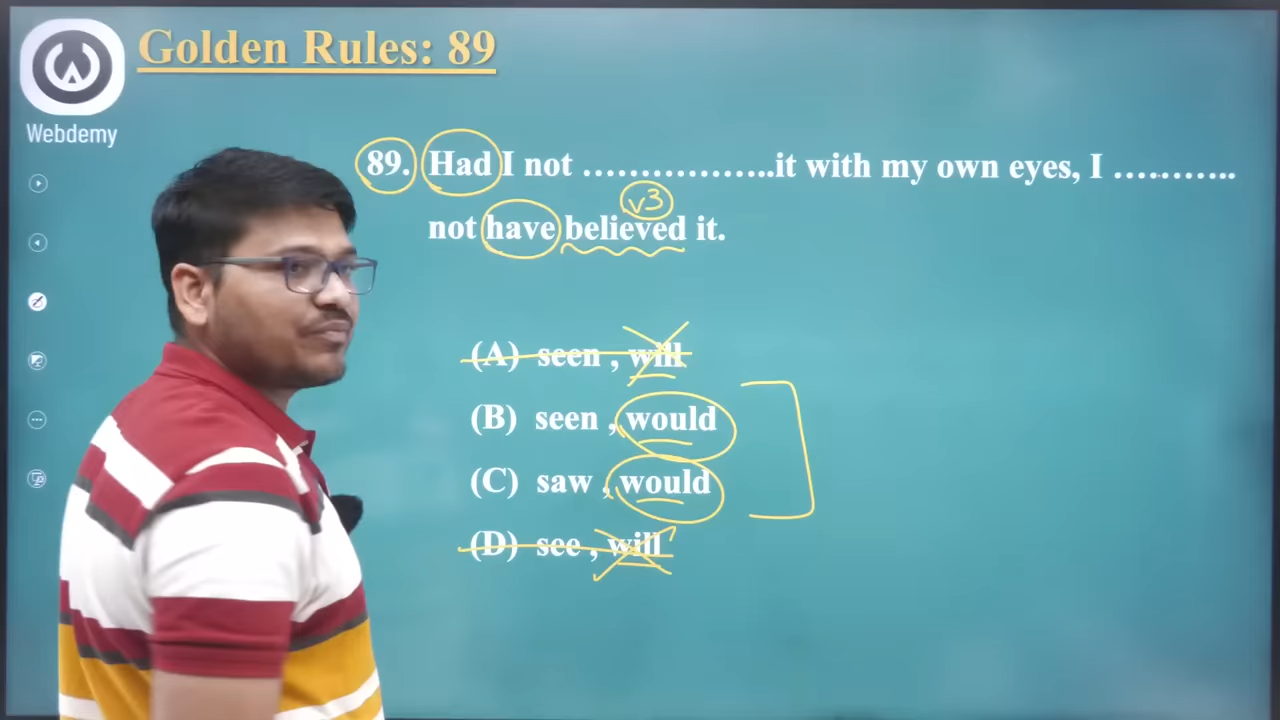 Golden Rules: 89
Webdemy
89. Had I not ……………..it with my own eyes, I ………..
v3
not have believed it.
(A) seen , will
(B) seen , would
(C) saw , would
(D) see , will